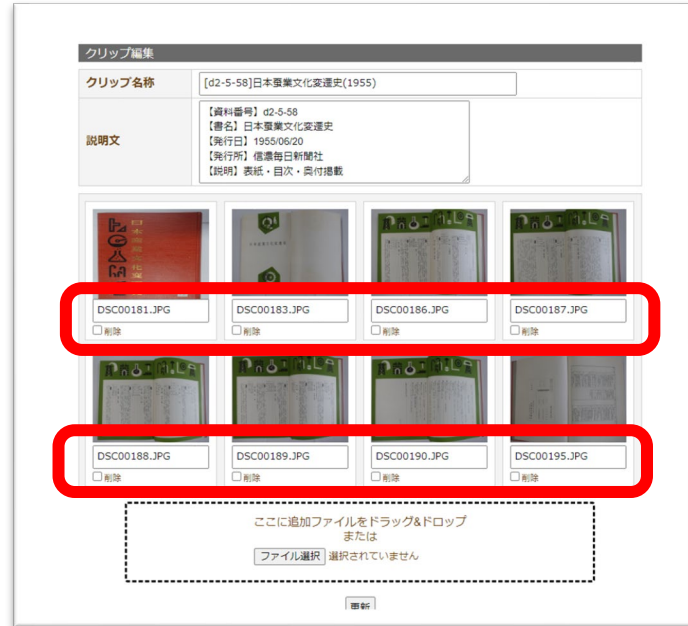 クリップ編集
クリップ名称
[d2-5-58]日本蚕業文化変遷史(1955)
説明文
【資料番号】d2-5-58
【書名】日本蚕業文化変遷史
【発行日】1955/06/20
【発行所】信濃毎日新聞社
【説明】表紙・目次・奥付掲載
DSC00181.JPG
DSC00183.JPG
DSC00186.JPG
DSC00187.JPG
削除
削除
削除
削除
DSC00188.JPG
DSC00189.JPG
DSC00190.JPG
DSC00195.JPG
削除
削除
削除
削除
ここに追加ファイルをドラッグ&ドロップ
または
ファイル選択 選択されていません
更新